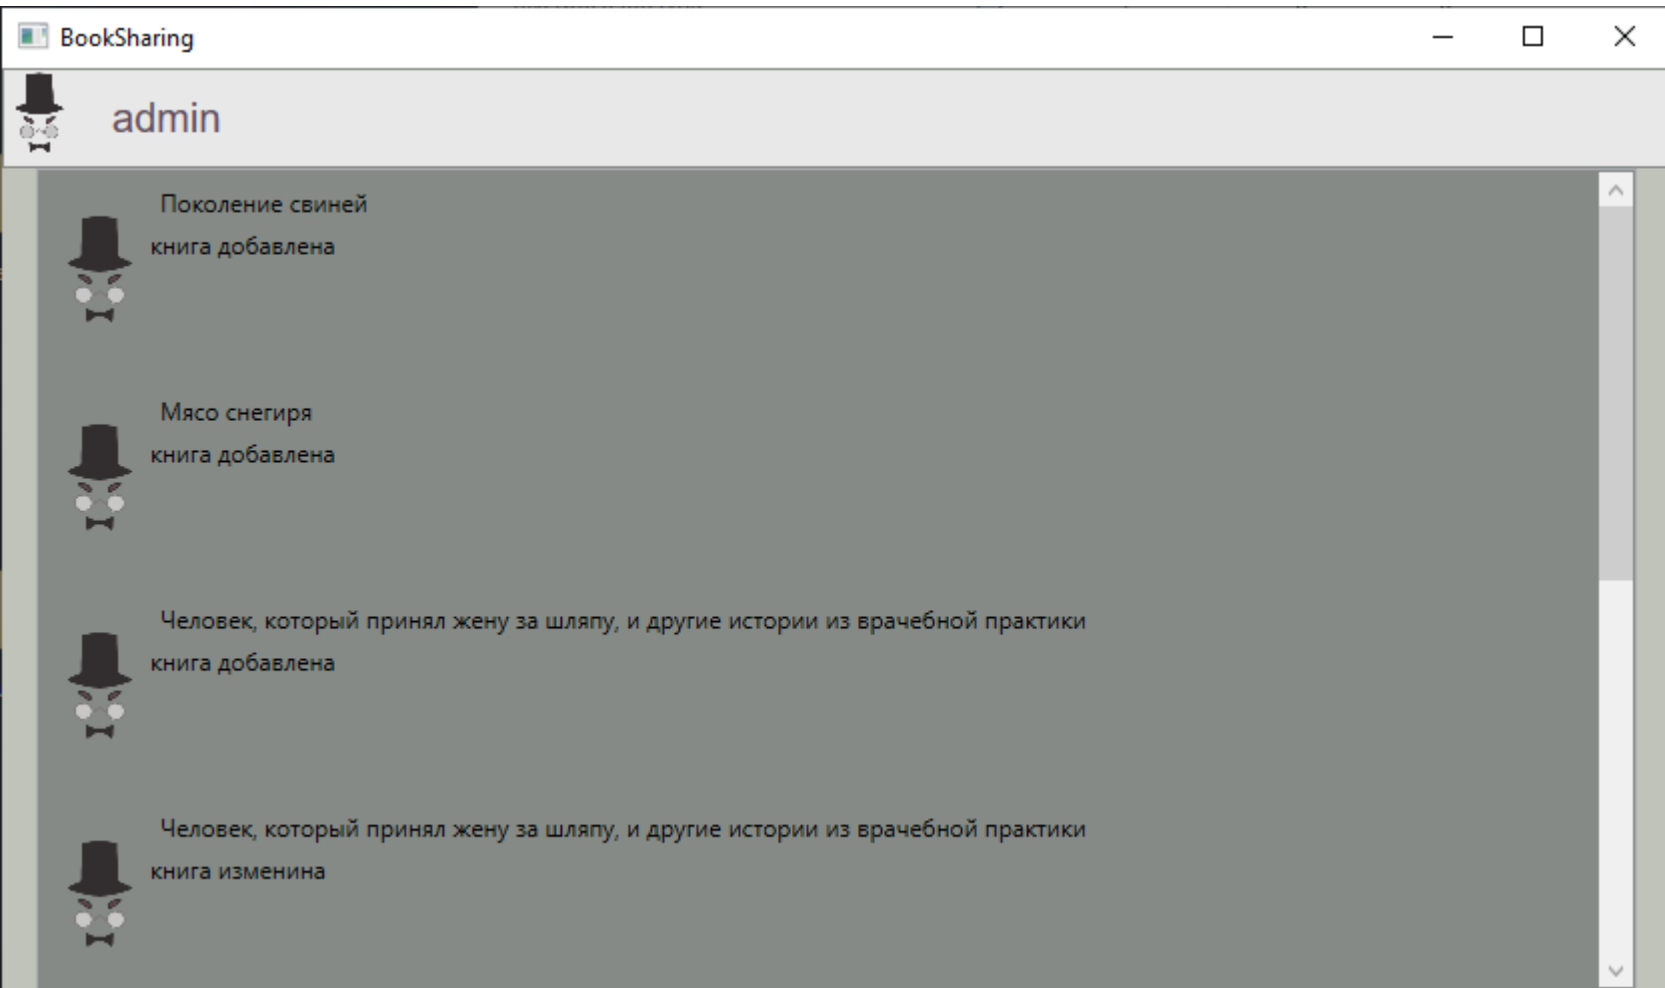 BookSharing
admin
Поколение свиней
книга добавлена
Мясо снегиря
книга добавлена
Человек, который принял жену за шляпу, и другие истории из врачебной практики
книга добавлена
Человек, который принял жену за шляпу, и другие истории из врачебной практики
книга изменина